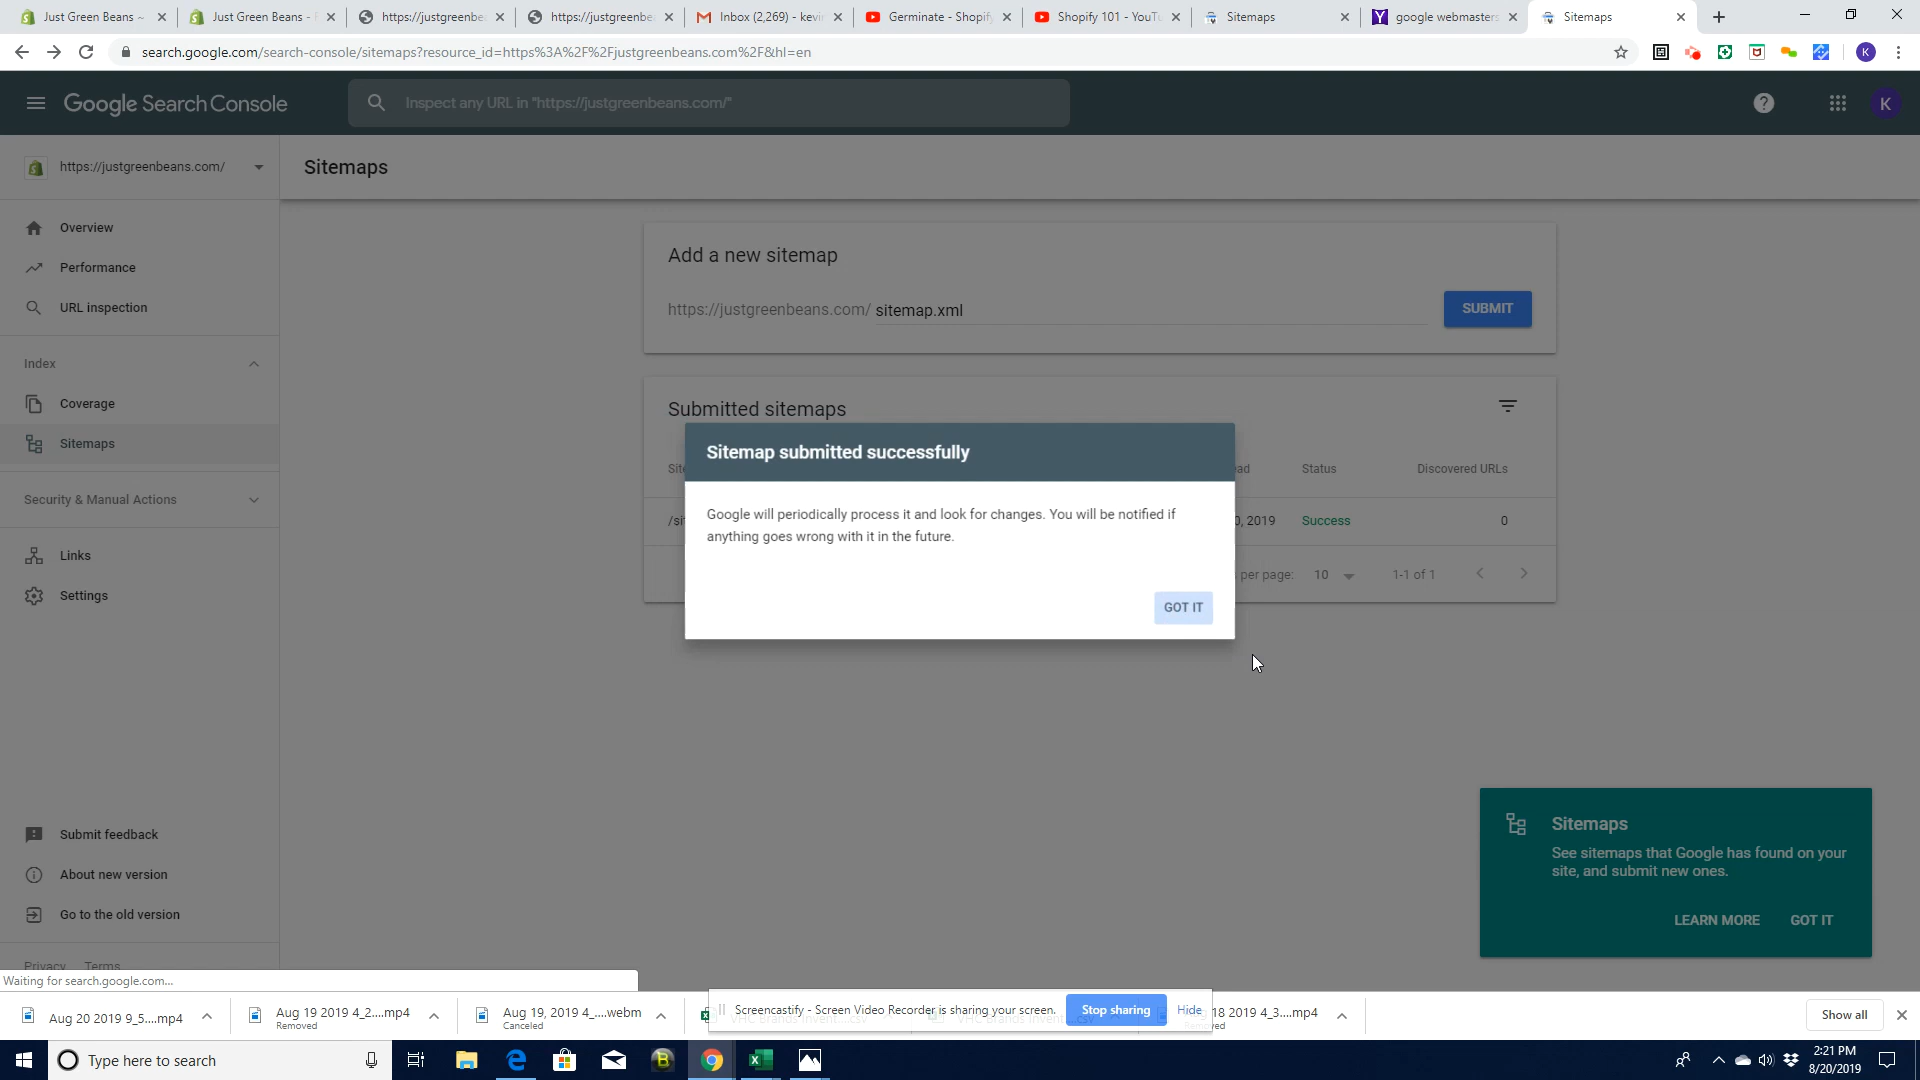 Just Green Beans ~
Just Green Beans - 
https://justgreenbe
https://justgreenbe
Inbox (2,269) - kevi
Germinate - Shopify
Shopify 101 - YouTu
Sitemaps
google webmasters
Sitemaps
search.google.com/search-console/sitemaps?resource_id=https%3A%2F%2Fjustgreenbeans.com%2F&hl=en
K
Google Search Console
Inspect any URL in "https://justgreenbeans.com/"
K
https://justgreenbeans.com/
Sitemaps
Overview
Performance
URL inspection
Index
Coverage
Sitemaps
Security & Manual Actions
Links
Settings
Submit feedback
About new version
Go to the old version
Privacy Terms
Add a new sitemap
https://justgreenbeans.com/ sitemap.xml
SUBMIT
Submitted sitemaps
Status Discovered URLs
0, 2019 Success 0
per page: 10 1-1 of 1
Sitemap submitted successfully
Google will periodically process it and look for changes. You will be notified if
anything goes wrong with it in the future.
GOT IT
Sitemaps
See sitemaps that Google has found on your
site, and submit new ones.
LEARN MORE GOT IT
Waiting for search.google.com...
Aug 20 2019 9_5....mp4
Aug 19 2019 4_2....mp4
Removed
Aug 19, 2019 4_....webm
Canceled
Screencastify - Screen Video Recorder is sharing your screen.
Stop sharing
Hide
18 2019 4_3....mp4
Show all
Type here to search
2:21 PM
8/20/2019